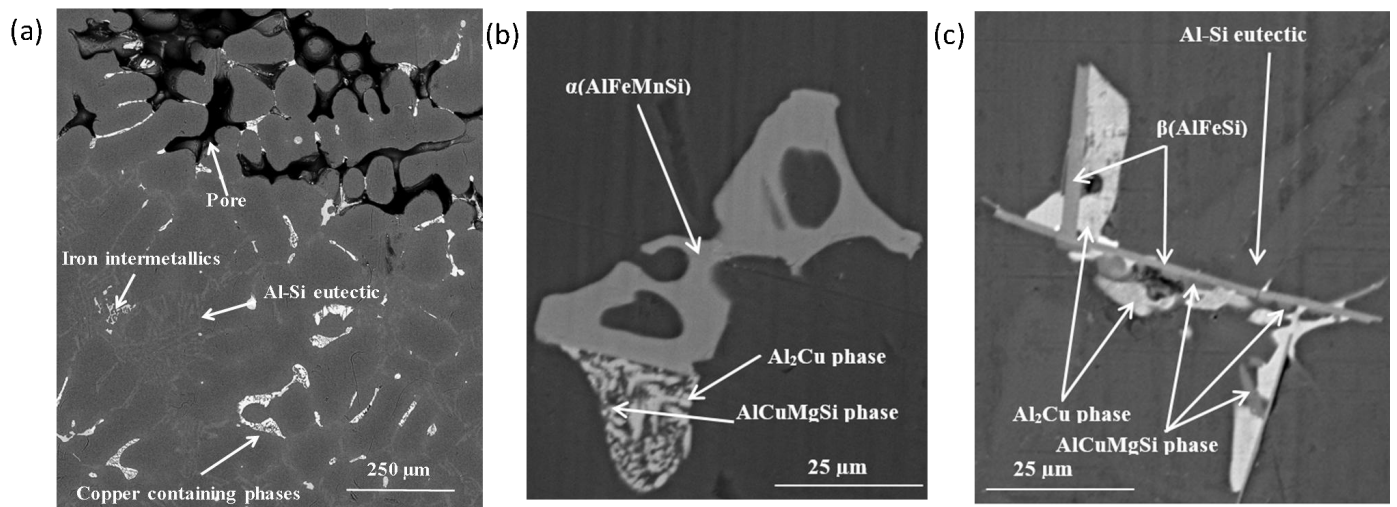 (a)
Pore
Iron intermetallics
Al-Si eutectic
250 µm
Copper containing phases
(b)
α(AlFeMnSi)
Al₂Cu phase
AlCuMgSi phase
25 µm
(c)
Al-Si eutectic
β(AlFeSi)
Al₂Cu phase
AlCuMgSi phase
25 µm